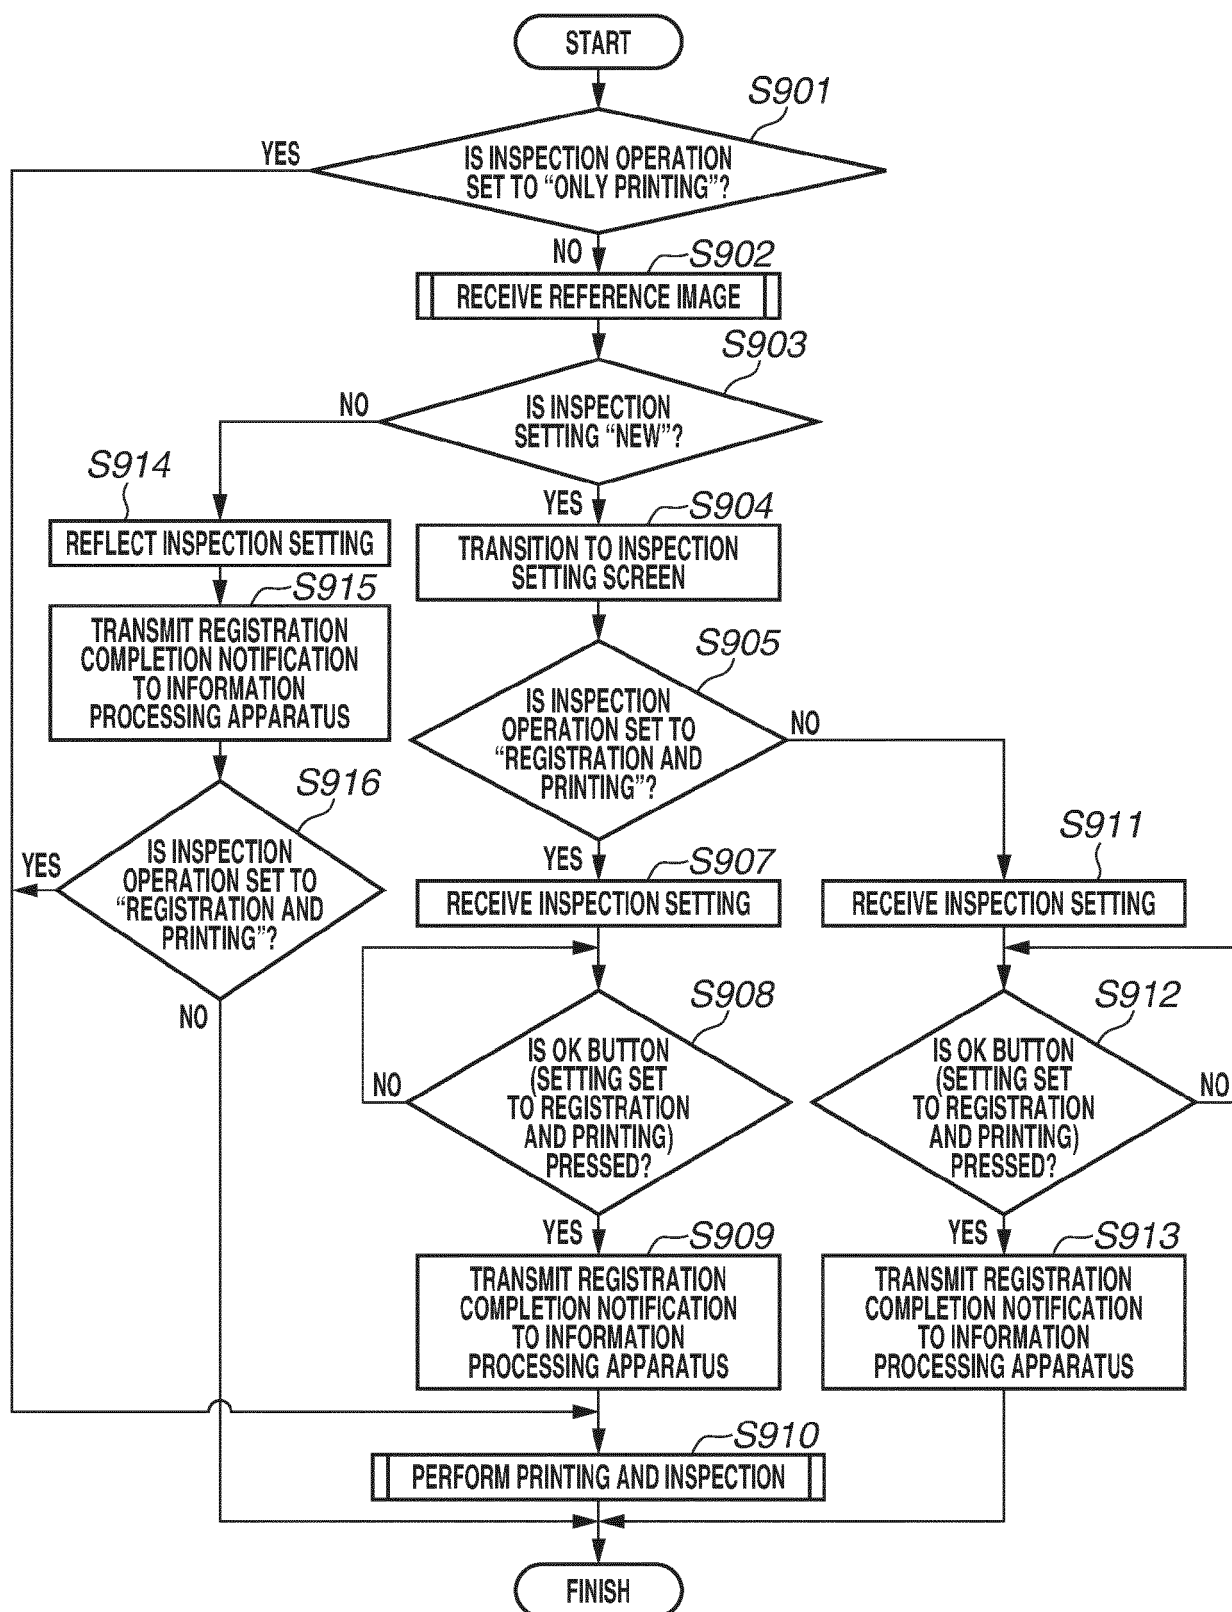 START
S901
YES
IS INSPECTION OPERATION
SET TO “ONLY PRINTING”?
NO
S902
RECEIVE REFERENCE IMAGE
S903
NO
IS INSPECTION
SETTING “NEW”?
S914
YES
S904
REFLECT INSPECTION SETTING
TRANSITION TO INSPECTION
SETTING SCREEN
S915
TRANSMIT REGISTRATION
COMPLETION NOTIFICATION
TO INFORMATION
PROCESSING APPARATUS
S905
IS INSPECTION
OPERATION SET TO
“REGISTRATION AND
PRINTING”?
NO
S916
YES
IS INSPECTION
OPERATION SET TO
“REGISTRATION AND
PRINTING”?
NO
YES
S907
RECEIVE INSPECTION SETTING
S911
RECEIVE INSPECTION SETTING
S908
NO
IS OK BUTTON
(SETTING SET
TO REGISTRATION
AND PRINTING)
PRESSED?
S912
IS OK BUTTON
(SETTING SET
TO REGISTRATION
AND PRINTING)
PRESSED?
NO
YES
S909
TRANSMIT REGISTRATION
COMPLETION NOTIFICATION
TO INFORMATION
PROCESSING APPARATUS
YES
S913
TRANSMIT REGISTRATION
COMPLETION NOTIFICATION
TO INFORMATION
PROCESSING APPARATUS
S910
PERFORM PRINTING AND INSPECTION
FINISH